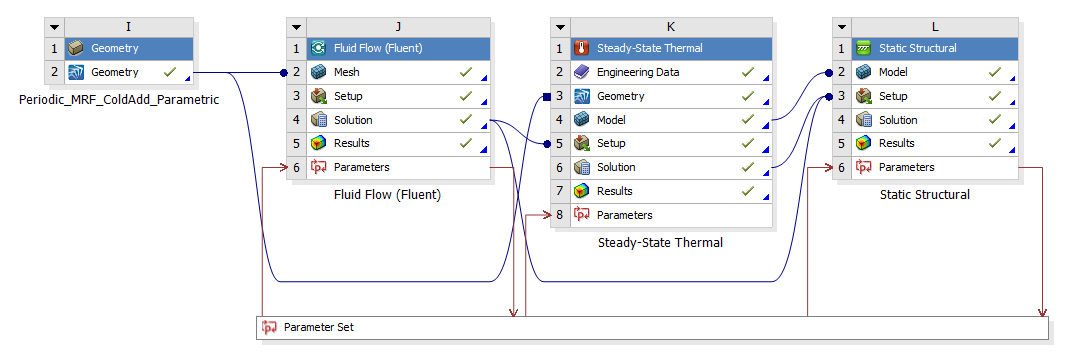 I
1 Geometry
2 Geometry
Periodic_MRF_ColdAdd_Parametric
J
1 Fluid Flow (Fluent)
2 Mesh
3 Setup
4 Solution
5 Results
6 Parameters
Fluid Flow (Fluent)
K
1 Steady-State Thermal
2 Engineering Data
3 Geometry
4 Model
5 Setup
6 Solution
7 Results
8 Parameters
Steady-State Thermal
L
1 Static Structural
2 Model
3 Setup
4 Solution
5 Results
6 Parameters
Static Structural
Parameter Set